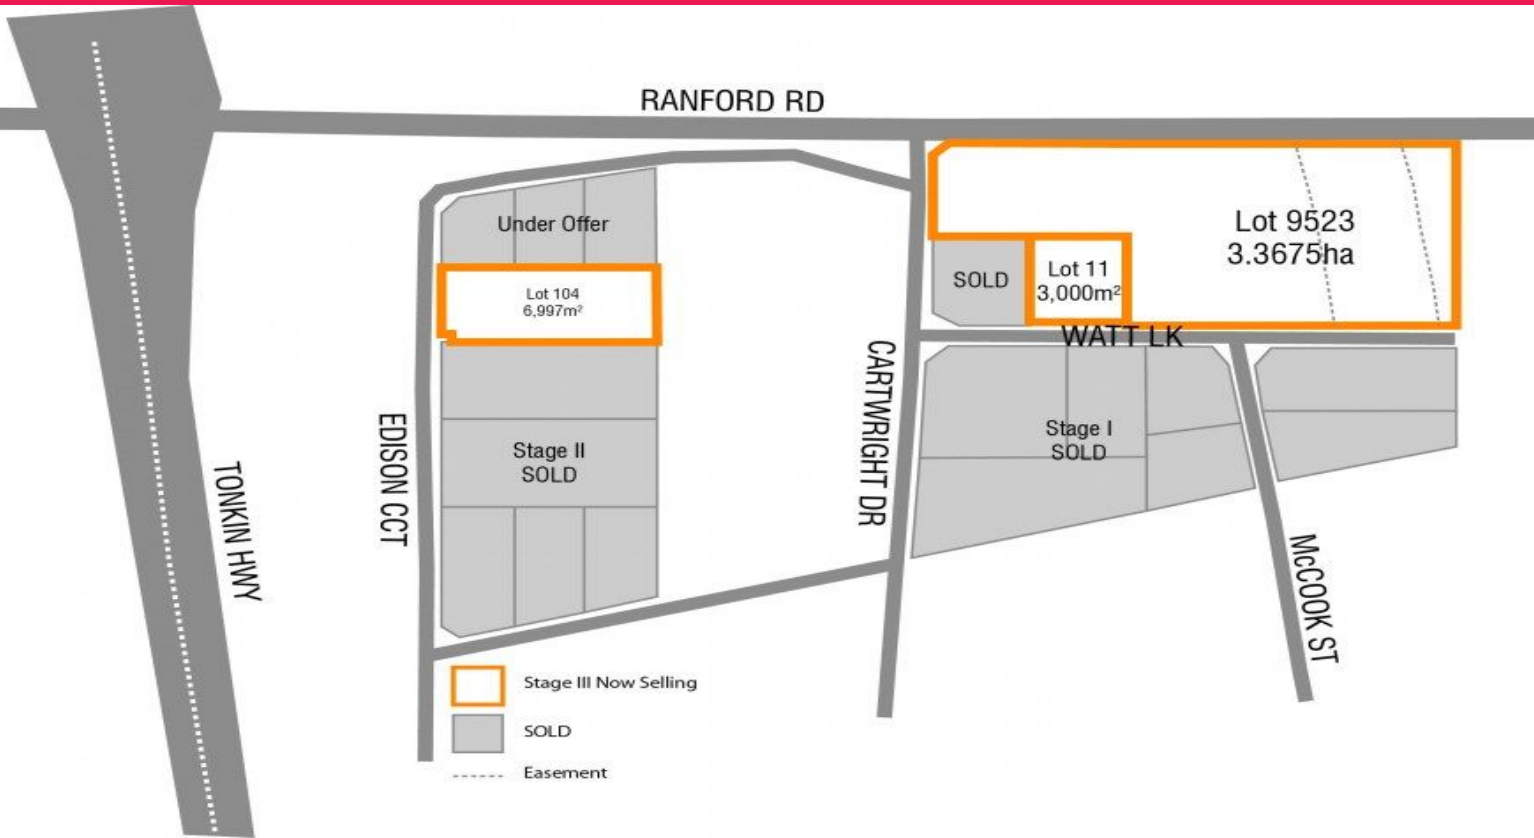 RANFORD RD
Under Offer
Lot 104
6,997m²
Lot 9523
3.3675ha
SOLD
Lot 11
3,000m²
WATT LK
Stage II
SOLD
Stage I
SOLD
TONKIN HWY
EDISON CCT
CARTWRIGHT DR
McCOOK ST
Stage III Now Selling
SOLD
Easement